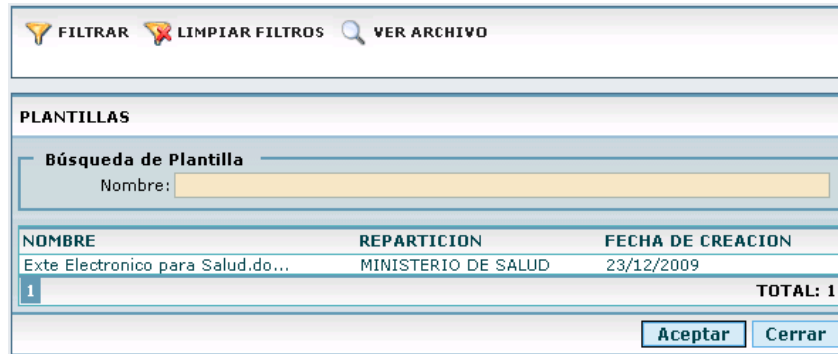 FILTRAR LIMPIAR FILTROS VER ARCHIVO
PLANTILLAS
Búsqueda de Plantilla
Nombre:
NOMBRE REPARTICION FECHA DE CREACION
Exte Electronico para Salud.do... MINISTERIO DE SALUD 23/12/2009
1 TOTAL: 1
Aceptar Cerrar